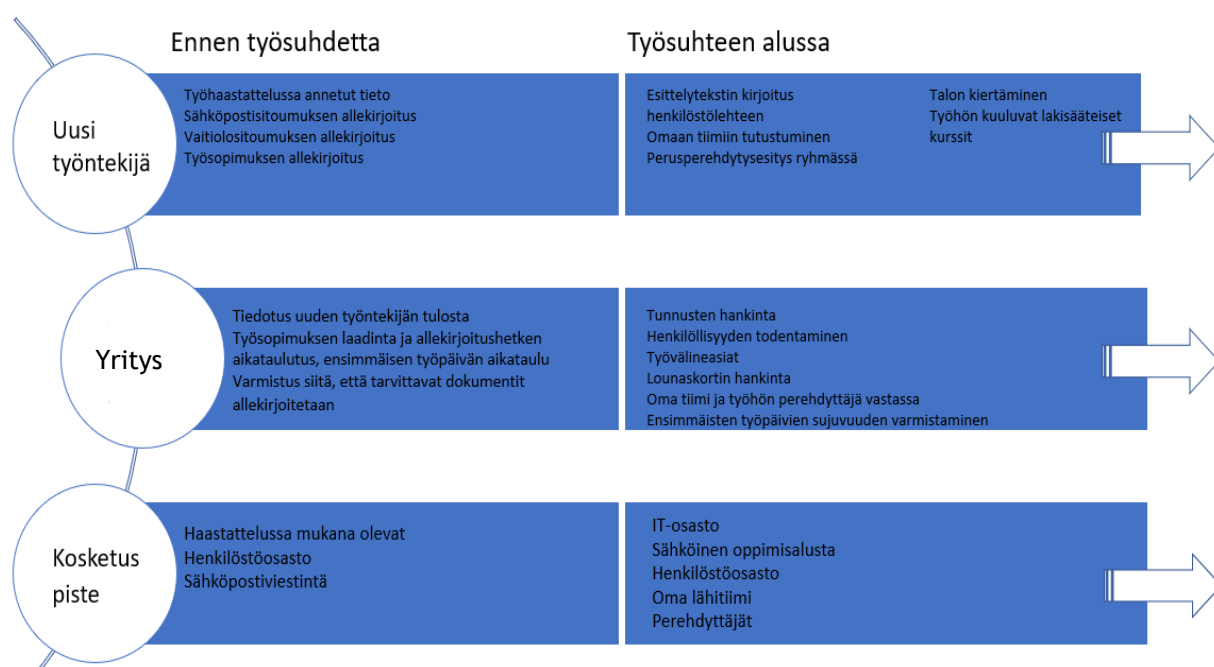 Ennen työsuhdetta
Työsuhteen alussa
Uusi
työntekijä
Työhaastattelussa annetut tieto
Sähköpostisitoumuksen allekirjoitus
Vaitiolositoumuksen allekirjoitus
Työsopimuksen allekirjoitus
Esittelytekstin kirjoitus
henkilöstölehteen
Omaan tiimiin tutustuminen
Perusperehdytysesitys ryhmässä
Talon kiertäminen
Työhön kuuluvat lakisääteiset
kurssit
Yritys
Tiedotus uuden työntekijän tulosta
Työsopimuksen laadinta ja allekirjoitushetken
aikataulutus, ensimmäisen työpäivän aikataulu
Varmistus siitä, että tarvittavat dokumentit
allekirjoitetaan
Tunnusten hankinta
Henkilöllisyyden todentaminen
Työvälineasiat
Lounaskortin hankinta
Oma tiimi ja työhön perehdyttäjä vastassa
Ensimmäisten työpäivien sujuvuuden varmistaminen
Kosketus
piste
Haastattelussa mukana olevat
Henkilöstöosasto
Sähköpostiviestintä
IT-osasto
Sähköinen oppimisalusta
Henkilöstöosasto
Oma lähitiimi
Perehdyttäjät